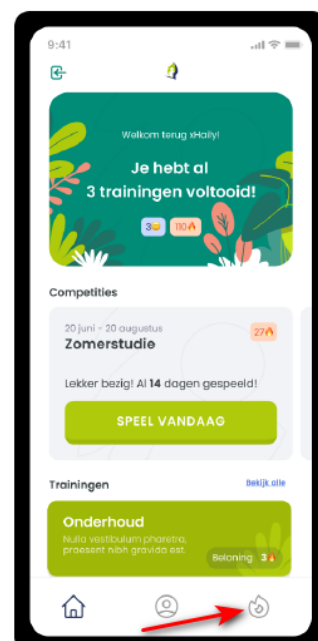 9:41
Welkom terug xHaily!
Je hebt al
3 trainingen voltooid!
3 110
Competities
20 juni - 20 augustus
27
Zomerstudie
Lekker bezig! Al 14 dagen gespeeld!
SPEEL VANDAAG
Trainingen
Bekijk alle
Onderhoud
Nulla vestibulum pharetra,
praesent nibh gravida est.
Beloning 3